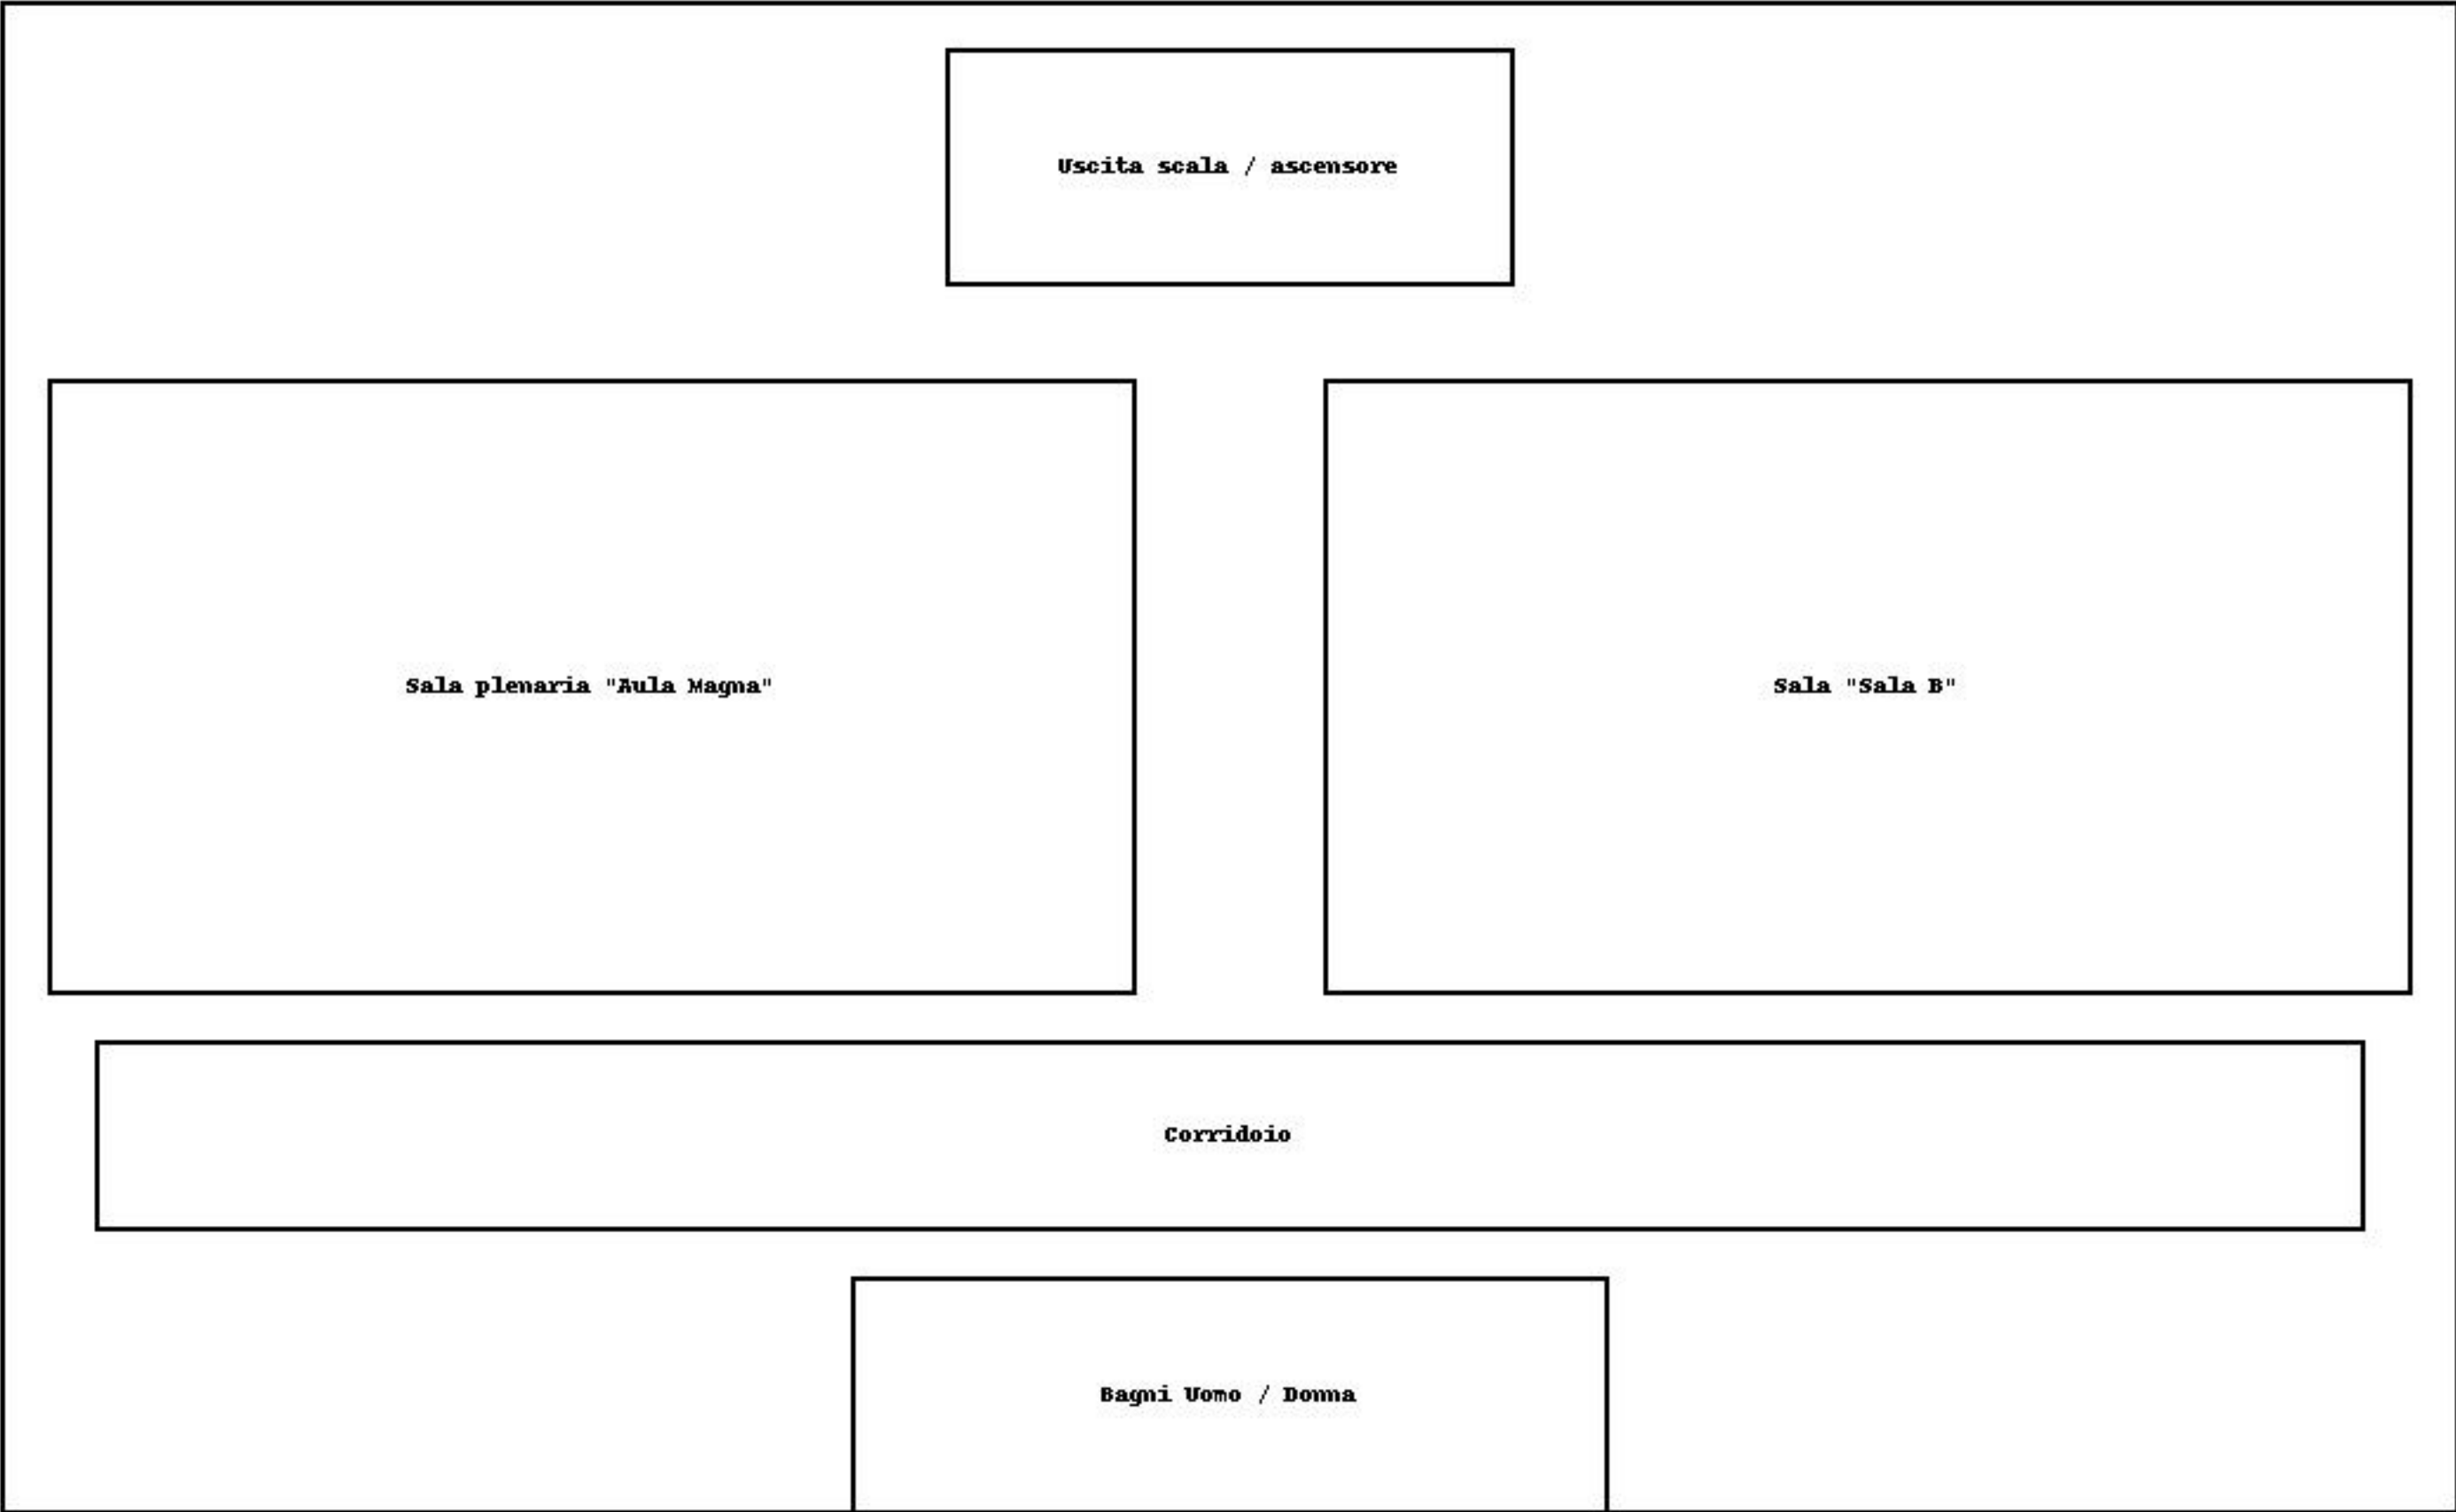 Uscita scala / ascensore
Sala plenaria "Aula Magna"
Sala "Sala B"
Corridoio
Bagni Uomo / Donna